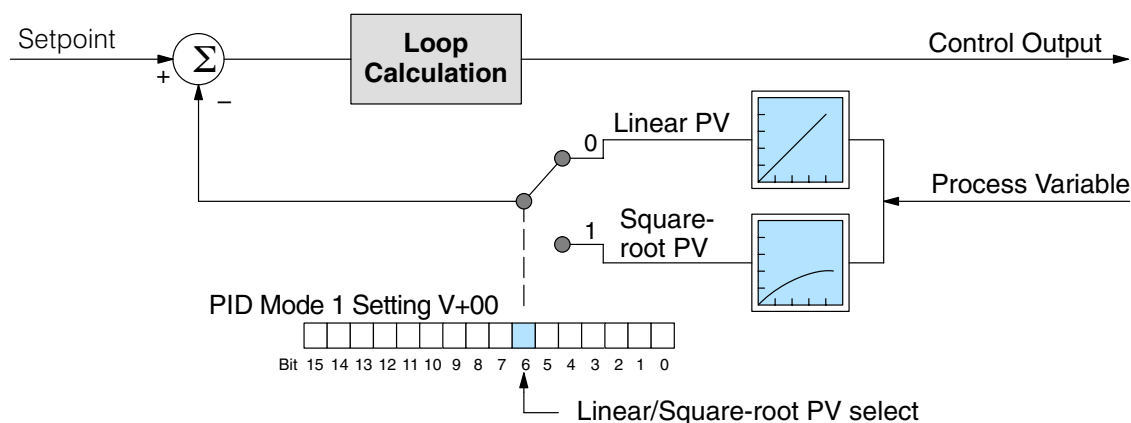 Setpoint
+
Σ
−
Loop
Calculation
Control Output
0
Linear PV
Process Variable
1
Square-
root PV
PID Mode 1 Setting V+00
Bit 15 14 13 12 11 10 9 8 7 6 5 4 3 2 1 0
Linear/Square-root PV select